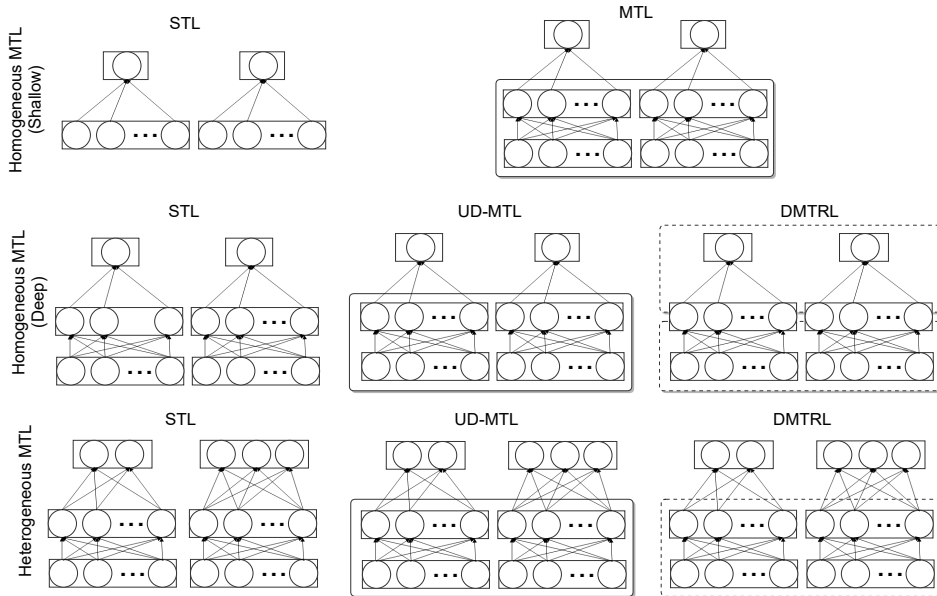 Homogeneous MTL
(Shallow)
STL
MTL
Homogeneous MTL
(Deep)
STL
UD-MTL
DMTRL
Heterogeneous MTL
STL
UD-MTL
DMTRL